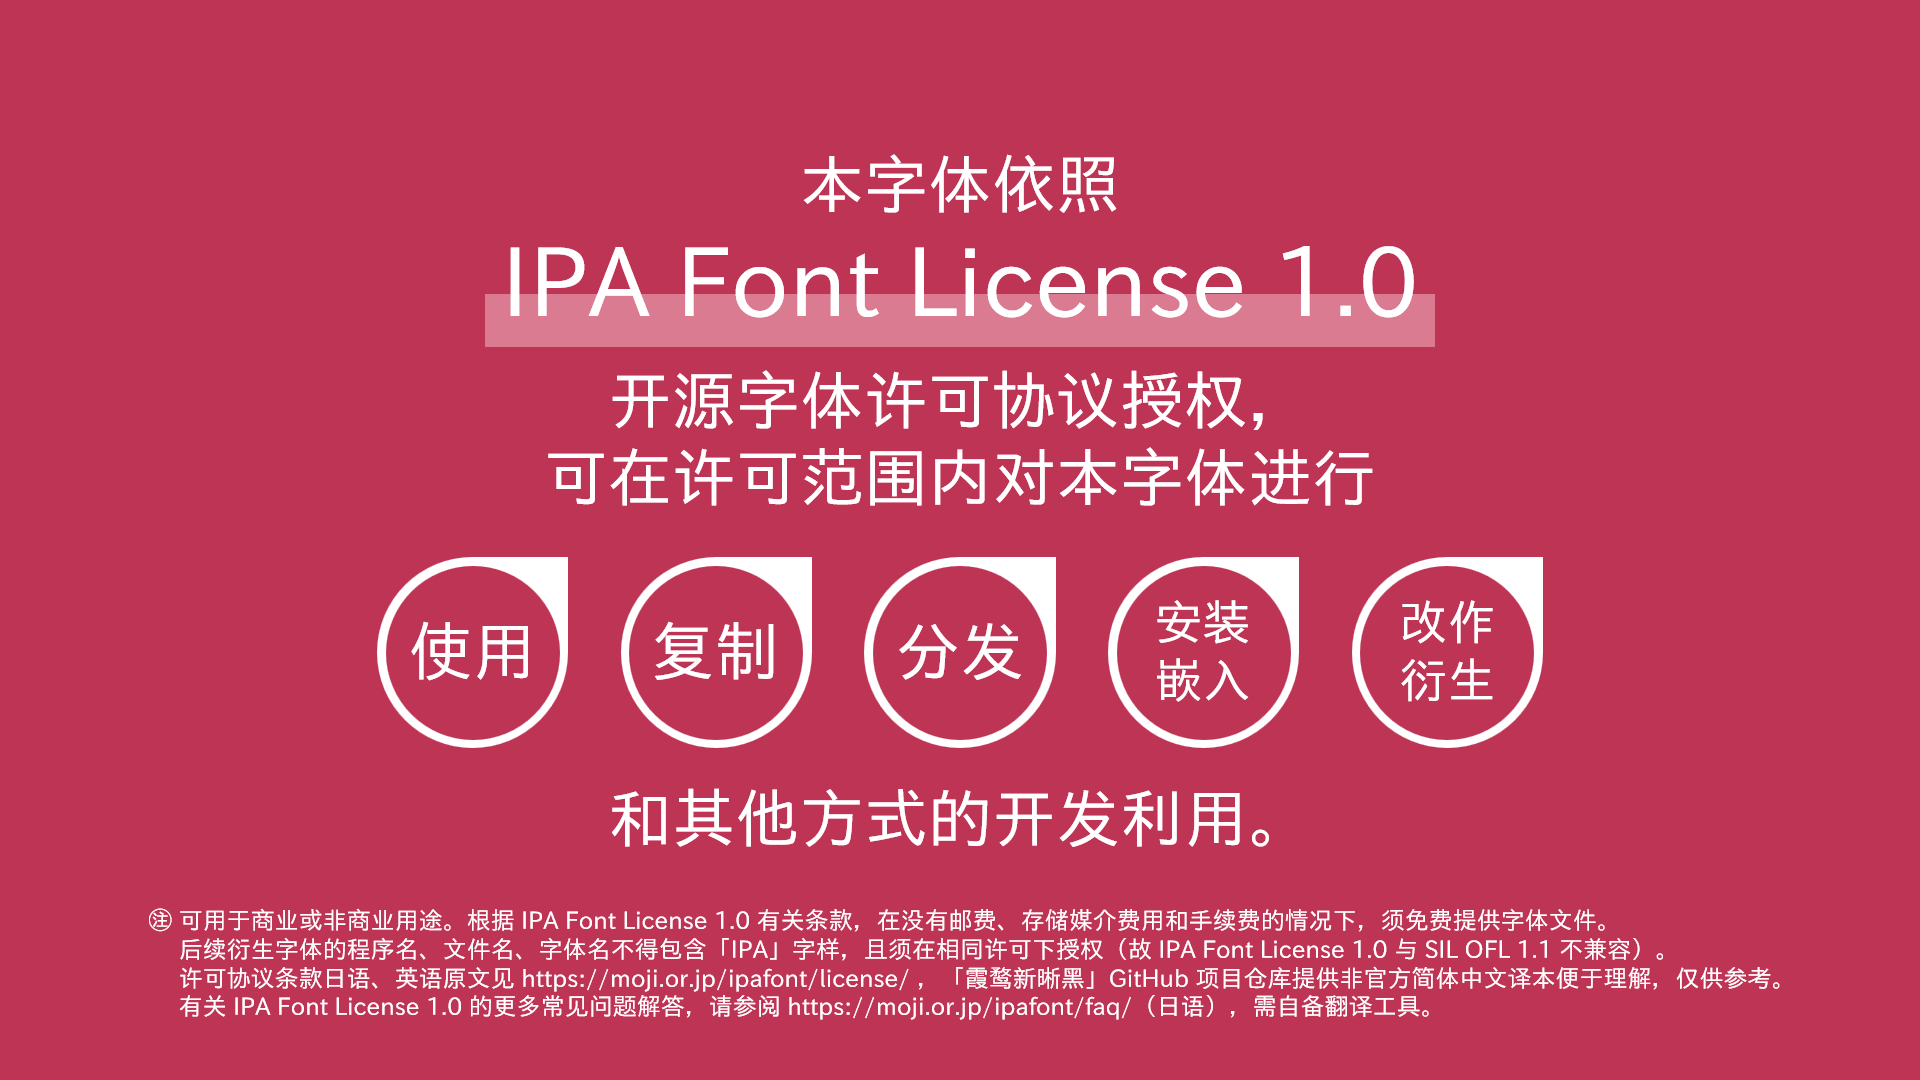 本字体依照
IPA Font License 1.0
开源字体许可协议授权，
可在许可范围内对本字体进行
使用
复制
分发
安装
嵌入
改作
衍生
和其他方式的开发利用。
㊟ 可用于商业或非商业用途。根据 IPA Font License 1.0 有关条款，在没有邮费、存储媒介费用和手续费的情况下，须免费提供字体文件。
后续衍生字体的程序名、文件名、字体名不得包含「IPA」字样，且须在相同许可下授权（故 IPA Font License 1.0 与 SIL OFL 1.1 不兼容）。
许可协议条款日语、英语原文见 https://moji.or.jp/ipafont/license/ ，「霞鹜新晰黑」GitHub 项目仓库提供非官方简体中文译本便于理解，仅供参考。
有关 IPA Font License 1.0 的更多常见问题解答，请参阅 https://moji.or.jp/ipafont/faq/（日语），需自备翻译工具。